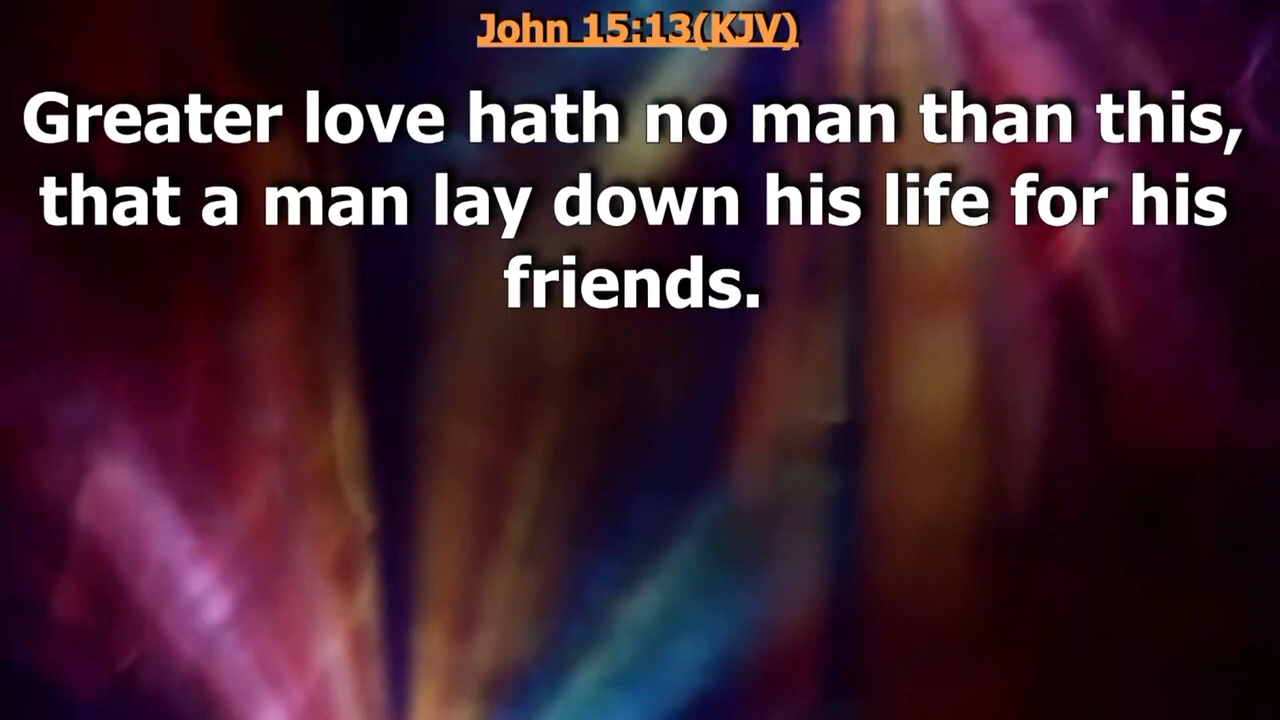 John 15:13(KJV)
Greater love hath no man than this,
that a man lay down his life for his
friends.